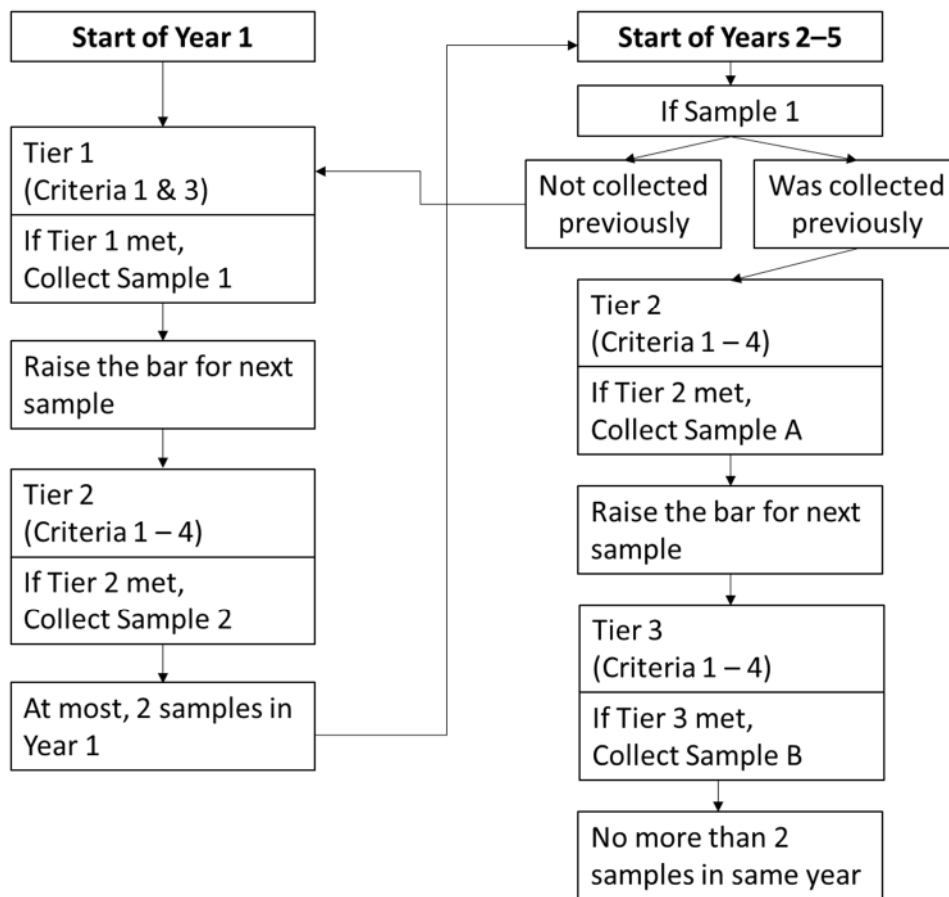 Start of Year 1
Tier 1
(Criteria 1 & 3)
If Tier 1 met,
Collect Sample 1
Raise the bar for next
sample
Tier 2
(Criteria 1 – 4)
If Tier 2 met,
Collect Sample 2
At most, 2 samples in
Year 1
Start of Years 2–5
If Sample 1
Not collected
previously
Was collected
previously
Tier 2
(Criteria 1 – 4)
If Tier 2 met,
Collect Sample A
Raise the bar for next
sample
Tier 3
(Criteria 1 – 4)
If Tier 3 met,
Collect Sample B
No more than 2
samples in same year